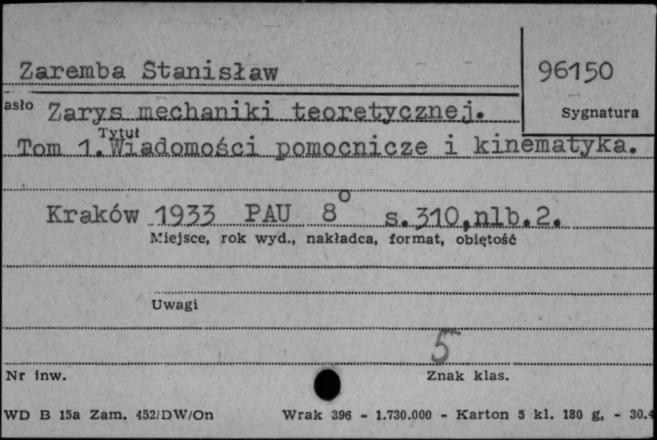 Zaremba Stanisław
96150
asło Zarys mechaniki teoretycznej.
Sygnatura
Tytuł
Tom 1. Wiadomości pomocnicze i kinematyka.
Kraków 1933 PAU 8° s.310,nlb.2.
Miejsce, rok wyd., nakładca, format, objętość
Uwagi
5
Nr inw.
Znak klas.
WD B 15a Zam. 452/DW/On Wrak 396 - 1.730.000 - Karton 5 kl. 180 g, - 30.4